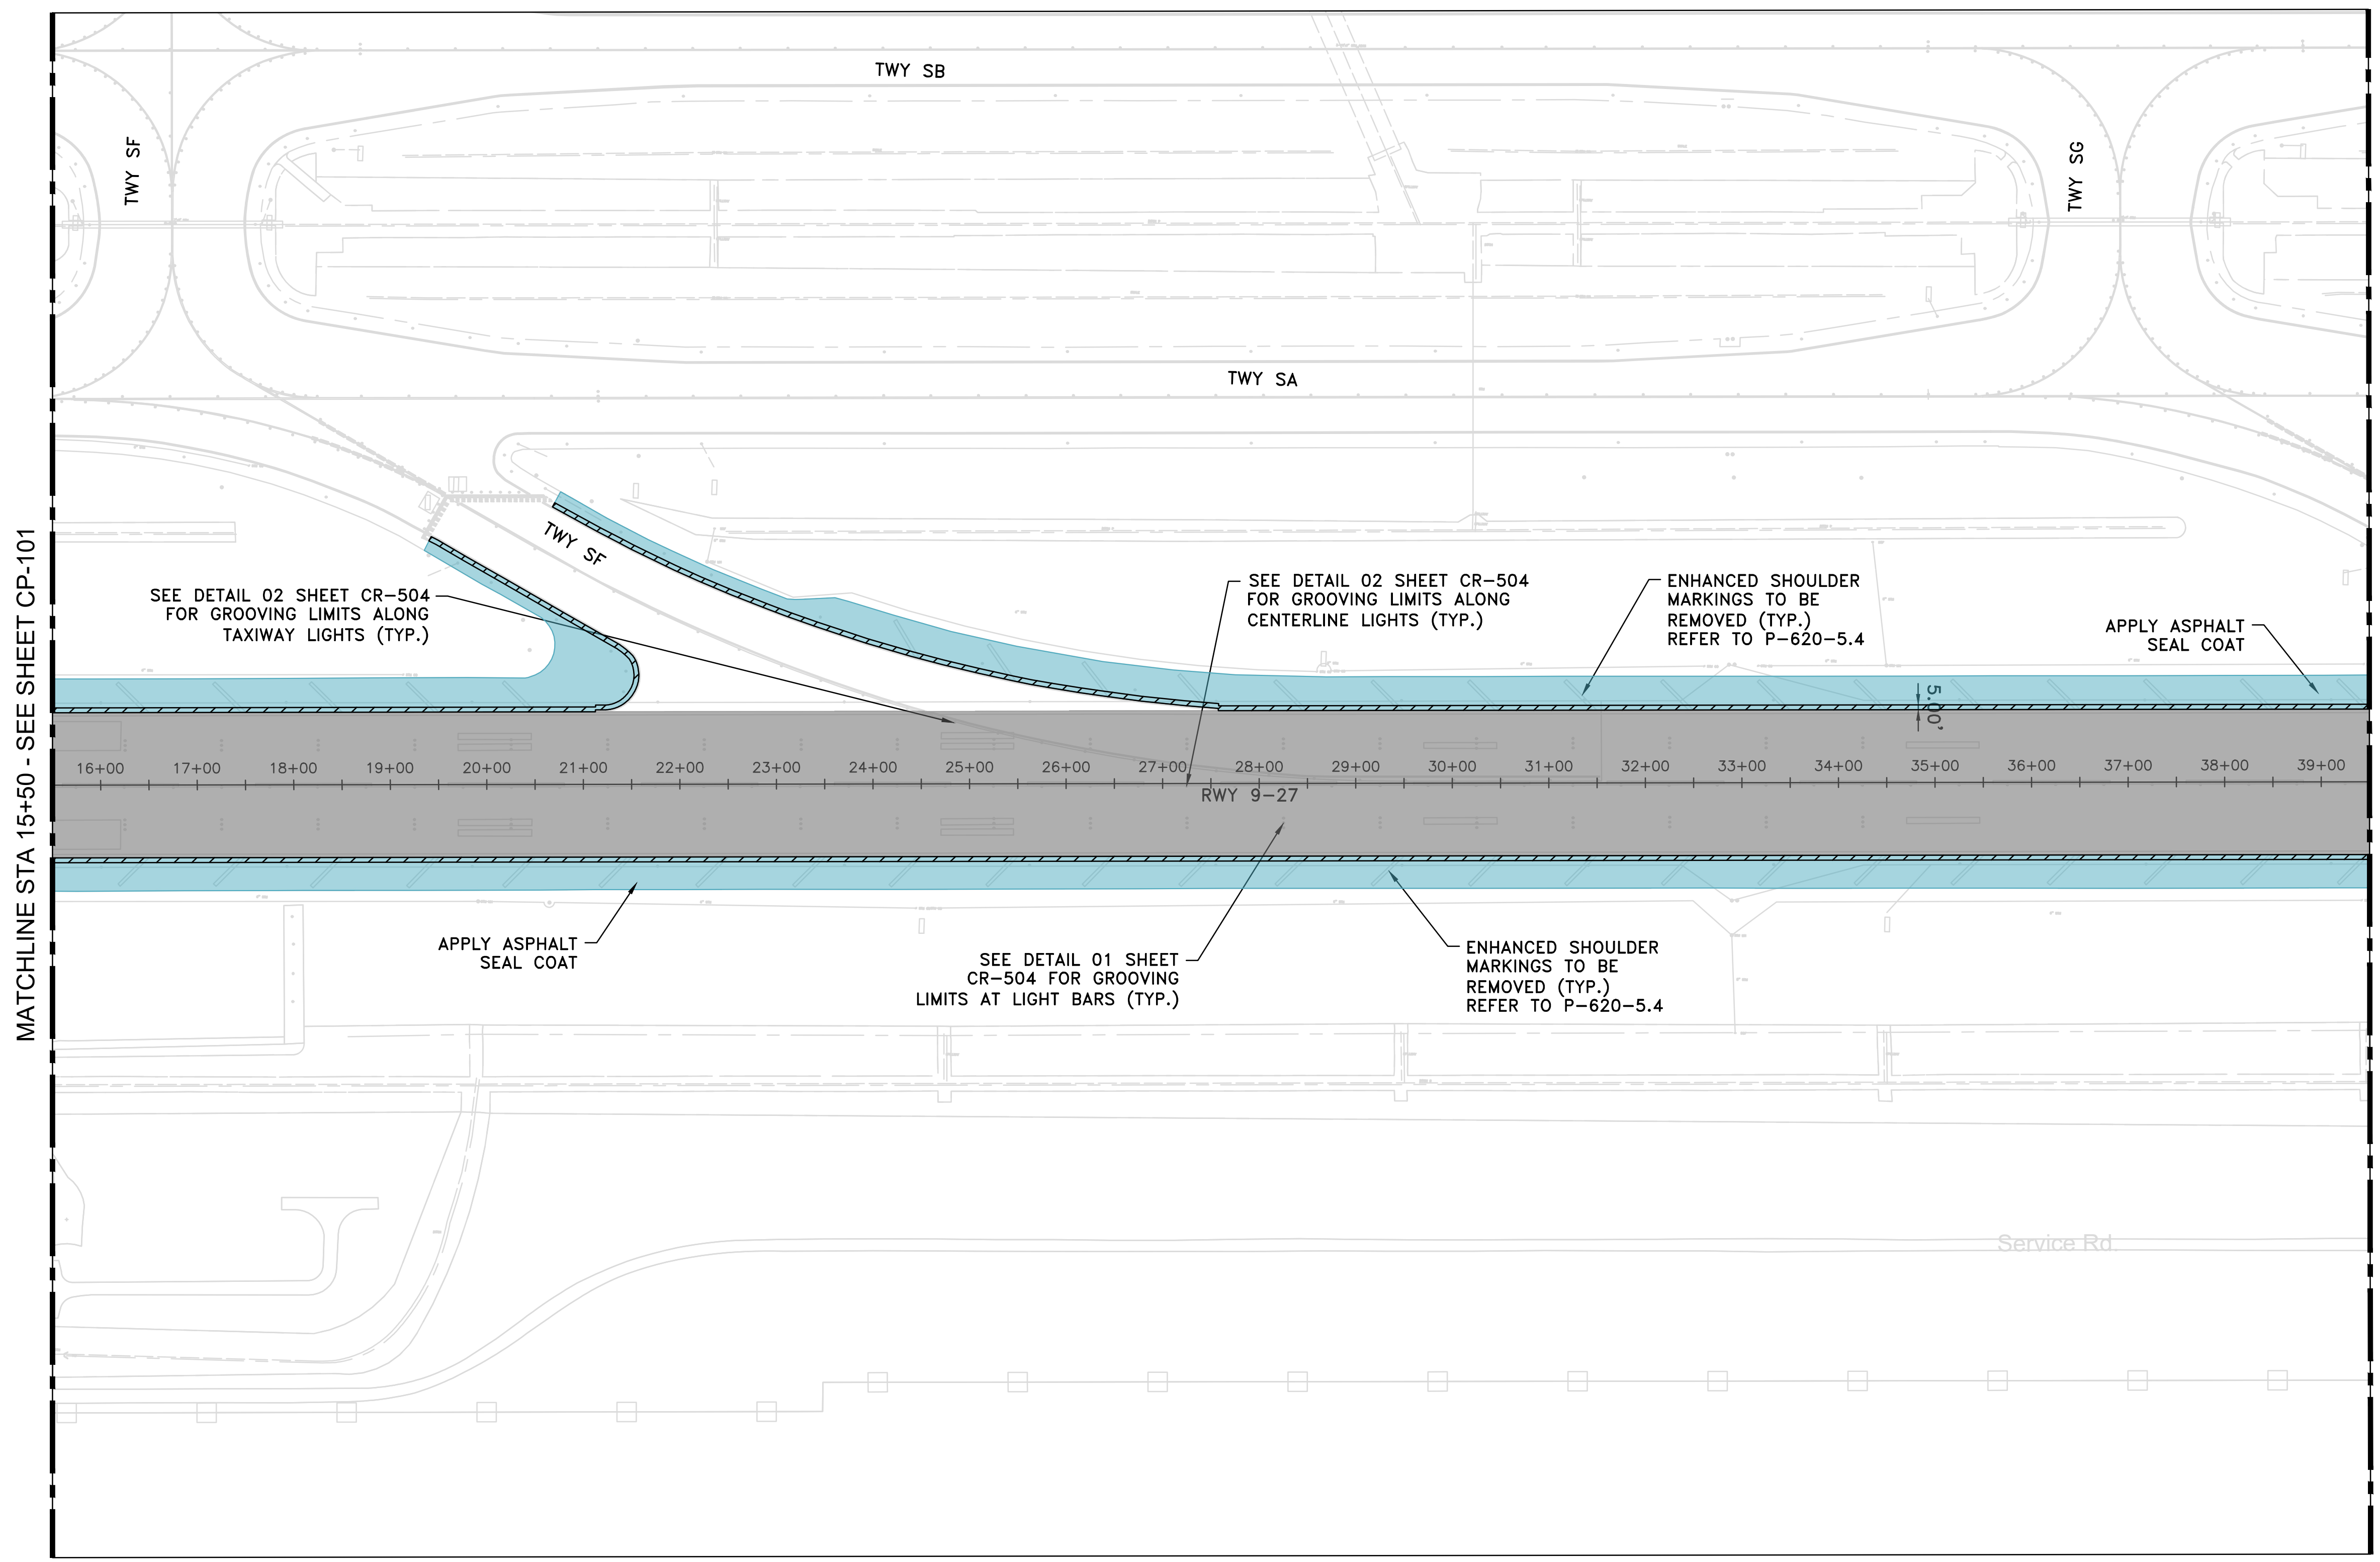 TWY SB
TWY SF
TWY SG
TWY SA
TWY SF
MATCHLINE STA 15+50 - SEE SHEET CP-101
SEE DETAIL 02 SHEET CR-504
FOR GROOVING LIMITS ALONG
TAXIWAY LIGHTS (TYP.)
SEE DETAIL 02 SHEET CR-504
FOR GROOVING LIMITS ALONG
CENTERLINE LIGHTS (TYP.)
ENHANCED SHOULDER
MARKINGS TO BE
REMOVED (TYP.)
REFER TO P-620-5.4
APPLY ASPHALT
SEAL COAT
5.00'
16+00 17+00 18+00 19+00 20+00 21+00 22+00 23+00 24+00 25+00 26+00 27+00 28+00 29+00 30+00 31+00 32+00 33+00 34+00 35+00 36+00 37+00 38+00 39+00
RWY 9-27
APPLY ASPHALT
SEAL COAT
SEE DETAIL 01 SHEET
CR-504 FOR GROOVING
LIMITS AT LIGHT BARS (TYP.)
ENHANCED SHOULDER
MARKINGS TO BE
REMOVED (TYP.)
REFER TO P-620-5.4
Service Rd.